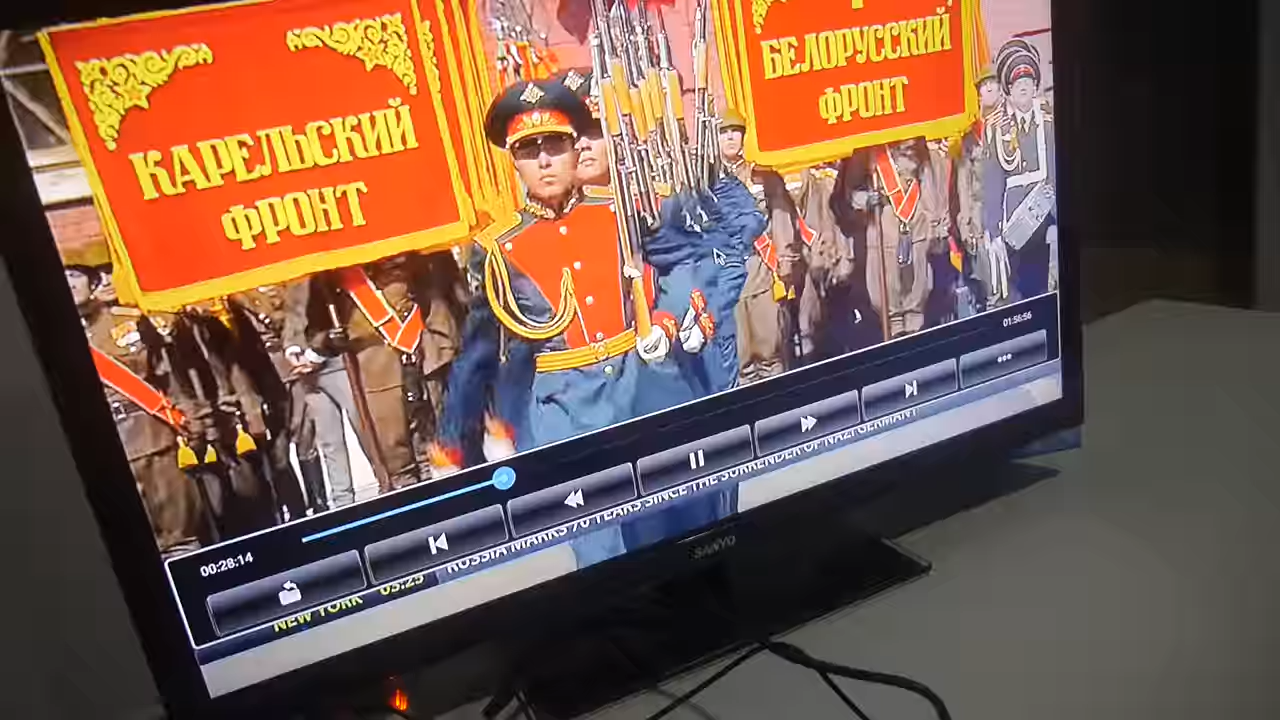 КАРЕЛЬСКИЙ
ФРОНТ
БЕЛОРУССКИЙ
ФРОНТ
01:56:56
00:28:14
RUSSIA MARKS 70 YEARS SINCE THE SURRENDER OF NAZI GERMANY
NEW YORK 03:25
SANYO